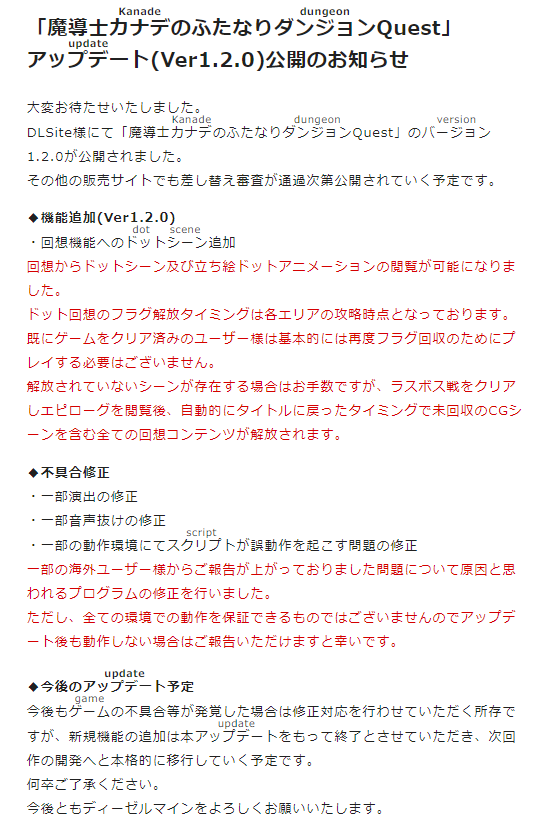 Kanade dungeon
「魔導士カナデのふたなりダンジョンQuest」
update
アップデート(Ver1.2.0)公開のお知らせ
大変お待たせいたしました。
Kanade dungeon version
DLSite様にて「魔導士カナデのふたなりダンジョンQuest」のバージョン
1.2.0が公開されました。
その他の販売サイトでも差し替え審査が通過次第公開されていく予定です。
◆機能追加(Ver1.2.0)
dot scene
・回想機能へのドットシーン追加
回想からドットシーン及び立ち絵ドットアニメーションの閲覧が可能になりま
した。
ドット回想のフラグ解放タイミングは各エリアの攻略時点となっております。
既にゲームをクリア済みのユーザー様は基本的には再度フラグ回収のためにプ
レイする必要はございません。
解放されていないシーンが存在する場合はお手数ですが、ラスボス戦をクリア
しエピローグを閲覧後、自動的にタイトルに戻ったタイミングで未回収のCGシ
ーンを含む全ての回想コンテンツが解放されます。
◆不具合修正
・一部演出の修正
・一部音声抜けの修正
script
・一部の動作環境にてスクリプトが誤動作を起こす問題の修正
一部の海外ユーザー様からご報告が上がっておりました問題について原因と思
われるプログラムの修正を行いました。
ただし、全ての環境での動作を保証できるものではございませんのでアップデ
ート後も動作しない場合はご報告いただけますと幸いです。
update
◆今後のアップデート予定
game
今後もゲームの不具合等が発覚した場合は修正対応を行わせていただく所存で
update
すが、新規機能の追加は本アップデートをもって終了とさせていただき、次回
作の開発へと本格的に移行していく予定です。
何卒ご了承ください。
今後ともディーゼルマインをよろしくお願いいたします。